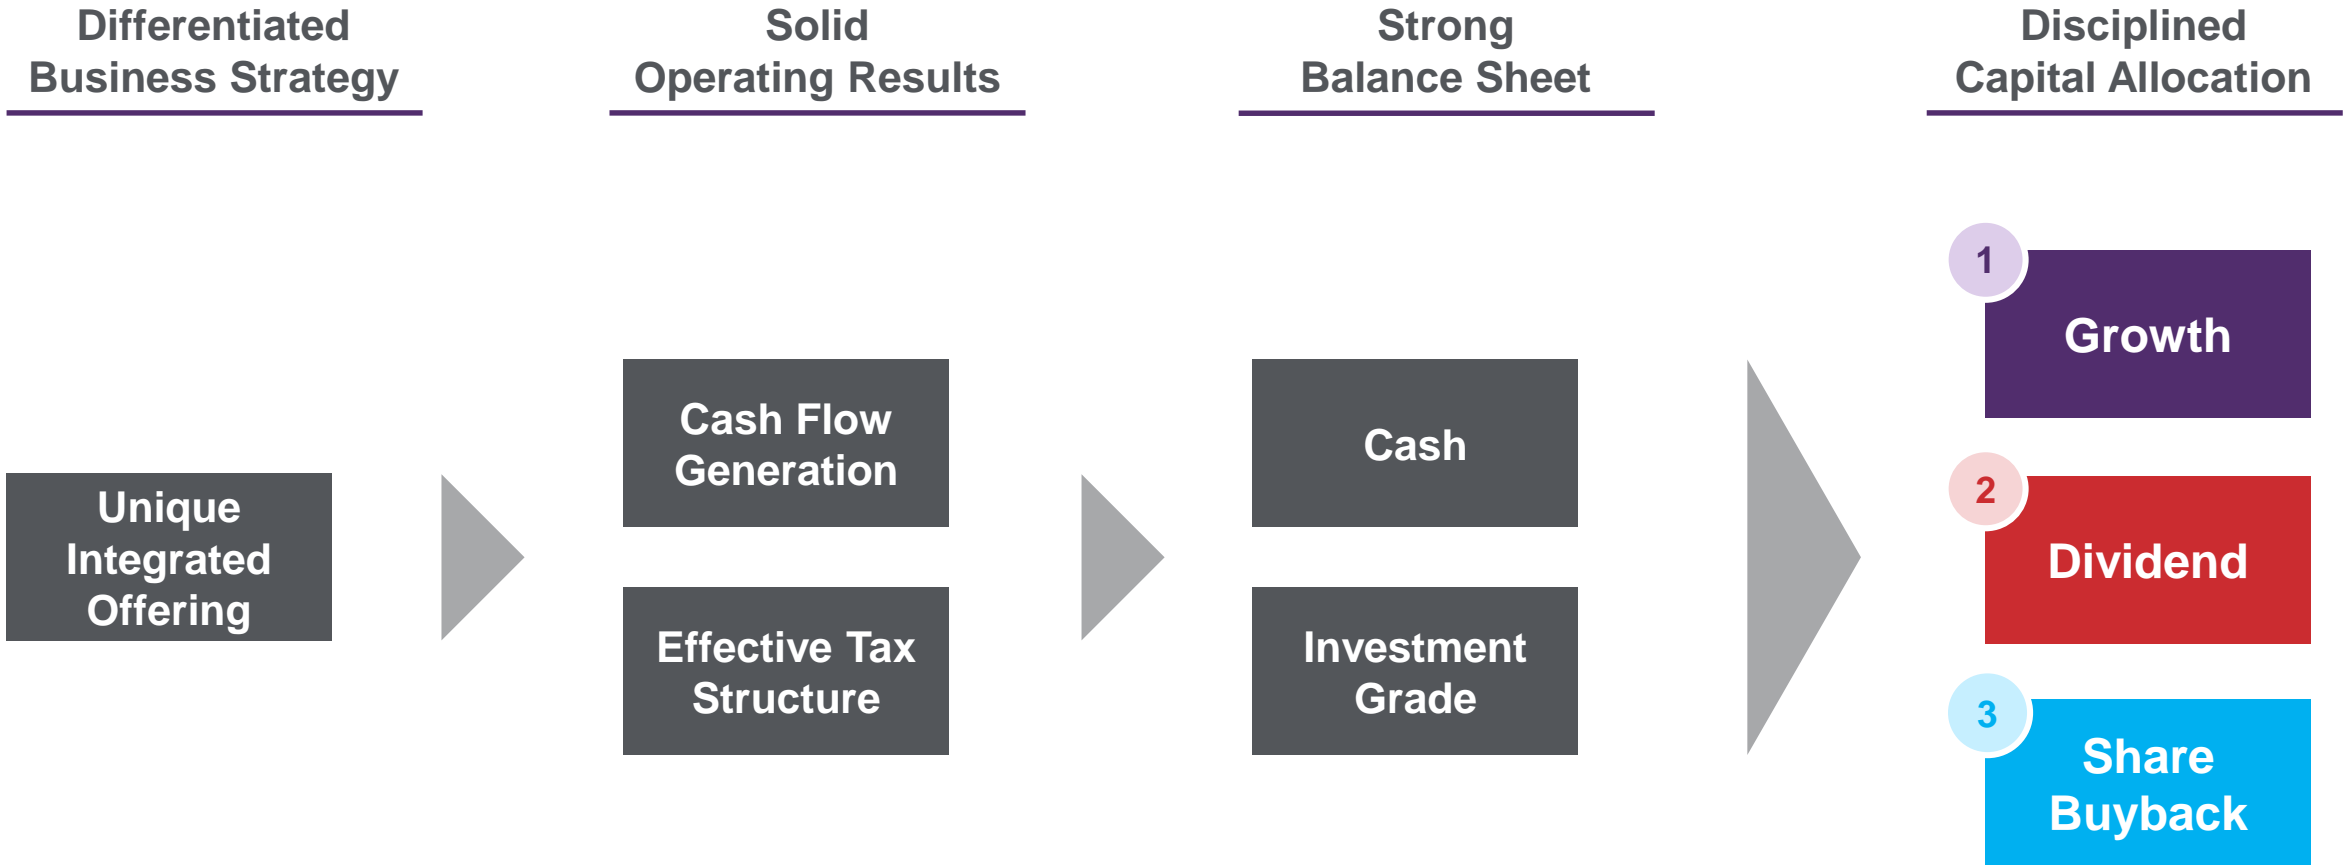 Differentiated
Business Strategy
Solid
Operating Results
Strong
Balance Sheet
Disciplined
Capital Allocation
Unique
Integrated
Offering
Cash Flow
Generation
Effective Tax
Structure
Cash
Investment
Grade
1
Growth
2
Dividend
3
Share
Buyback